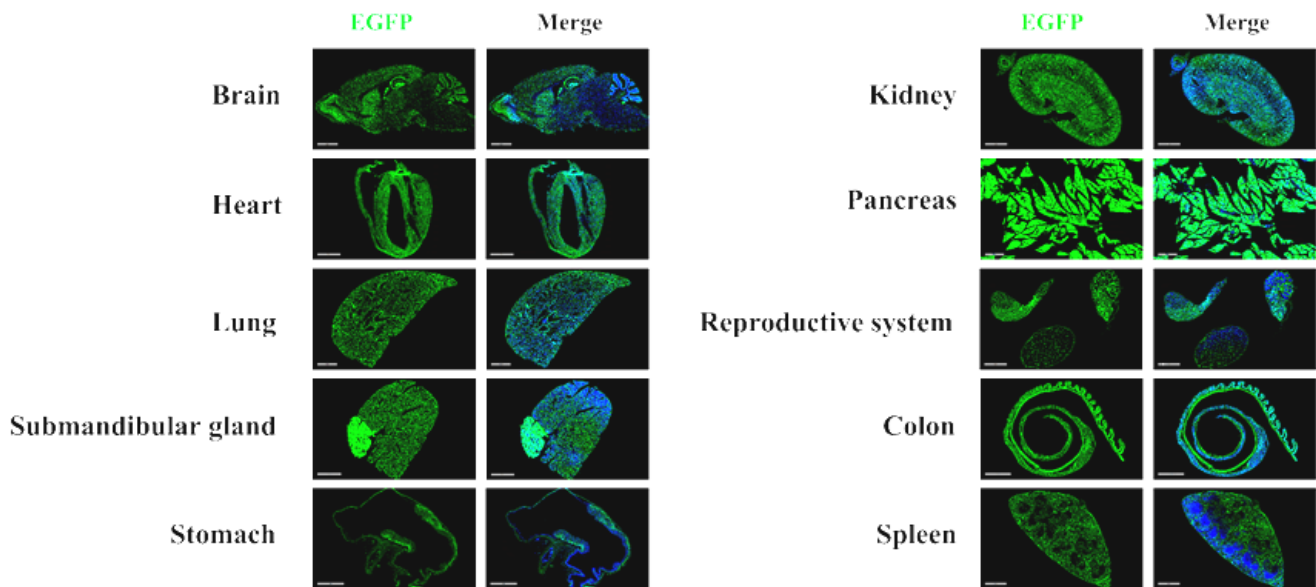 EGFP Merge
Brain
Heart
Lung
Submandibular gland
Stomach
EGFP Merge
Kidney
Pancreas
Reproductive system
Colon
Spleen